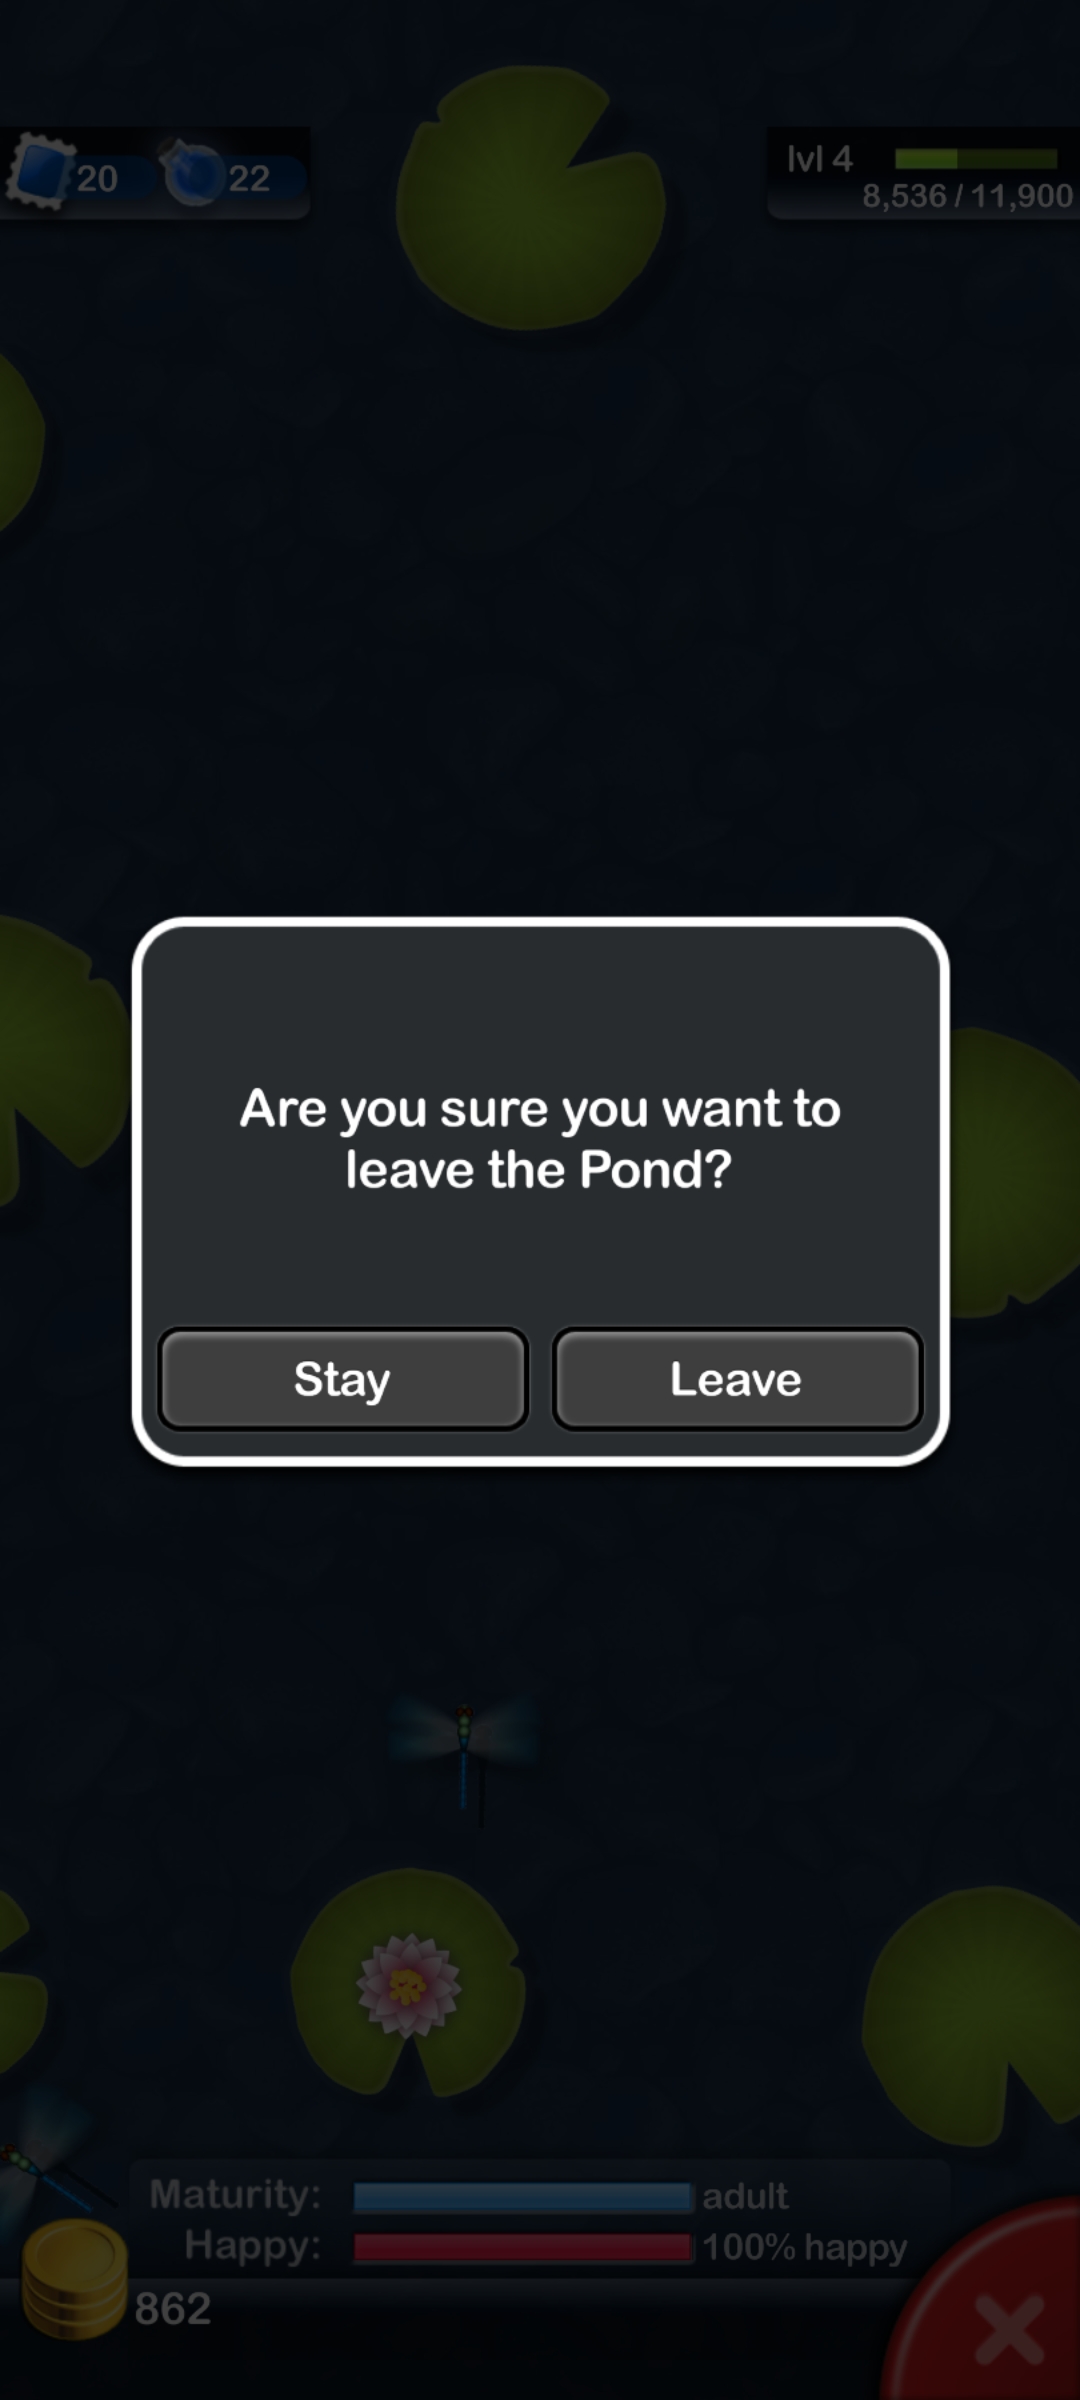 20 22
lvl 4
8,536 / 11,900
Are you sure you want to
leave the Pond?
Stay Leave
Maturity: adult
Happy: 100% happy
862